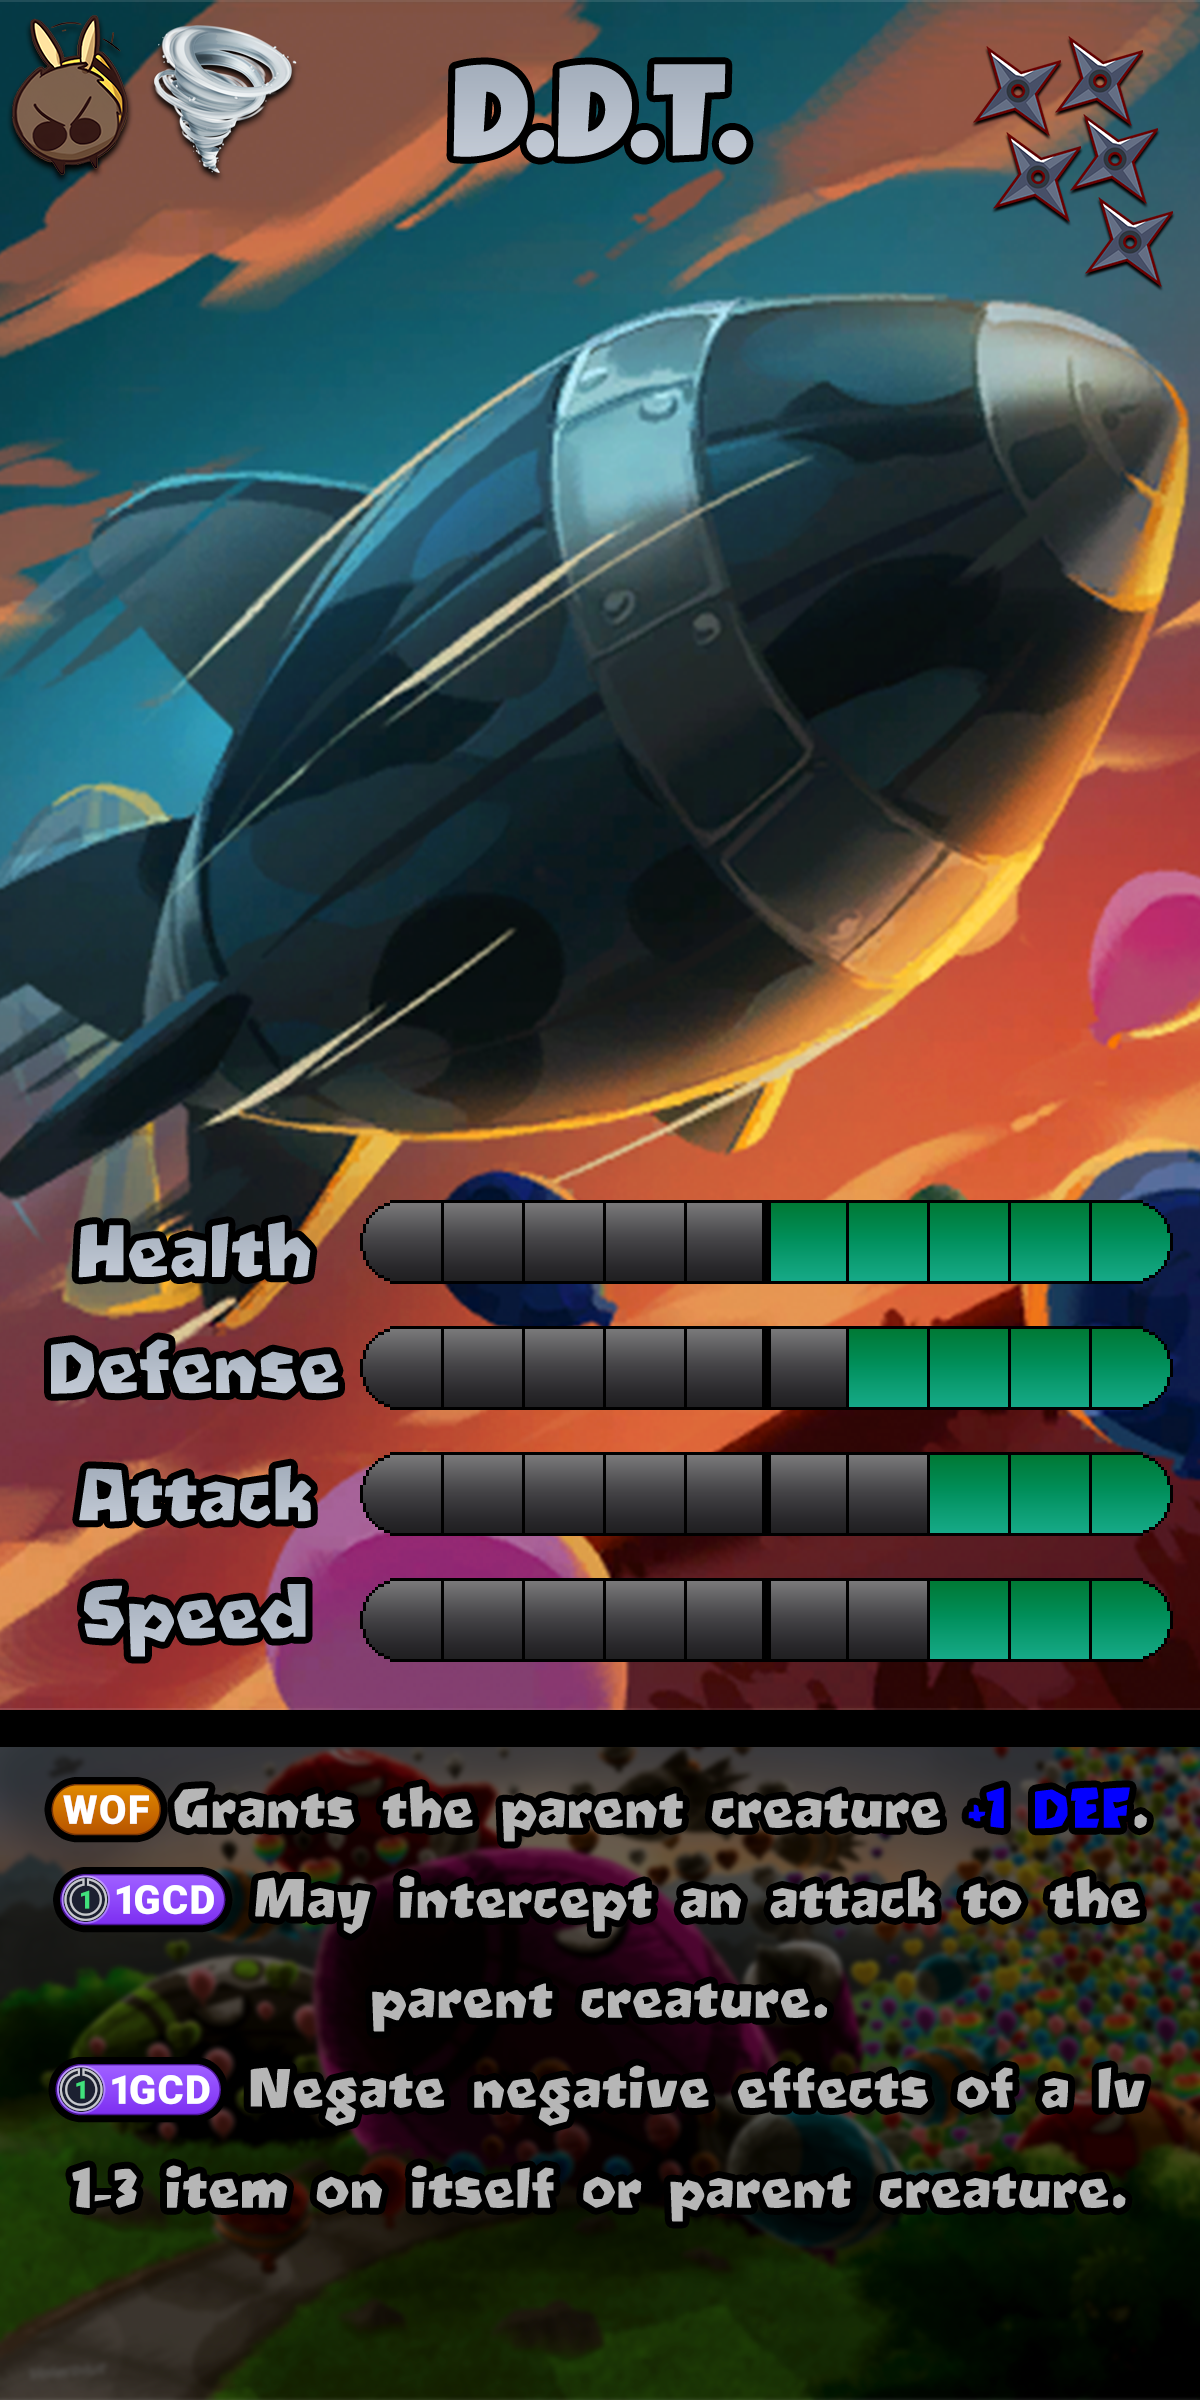 D.D.T.
Health
Defense
Attack
Speed
WOF Grants the parent creature +1 DEF.
1 1GCD May intercept an attack to the
parent creature.
1 1GCD Negate negative effects of a lv
1-3 item on itself or parent creature.